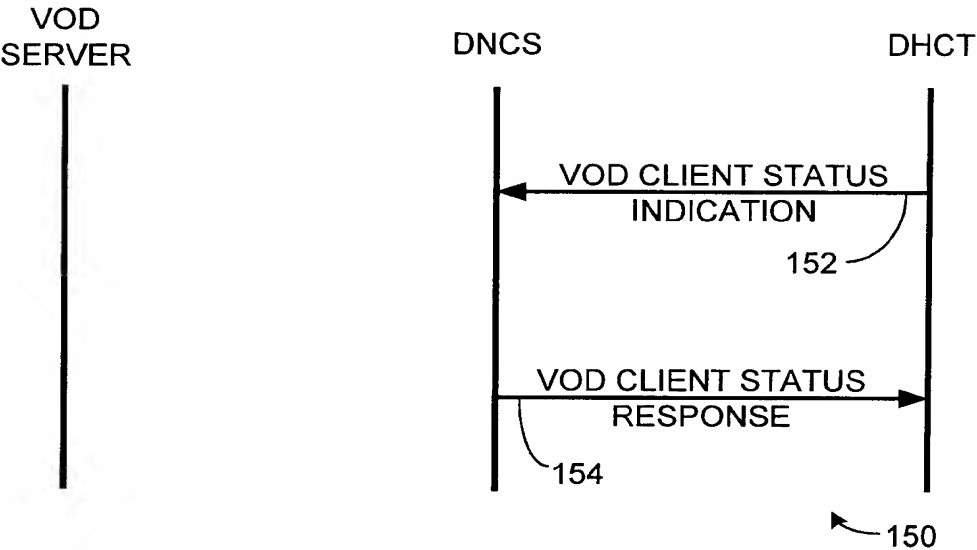 VOD
SERVER
DNCS
DHCT
VOD CLIENT STATUS
INDICATION
152
VOD CLIENT STATUS
RESPONSE
154
150